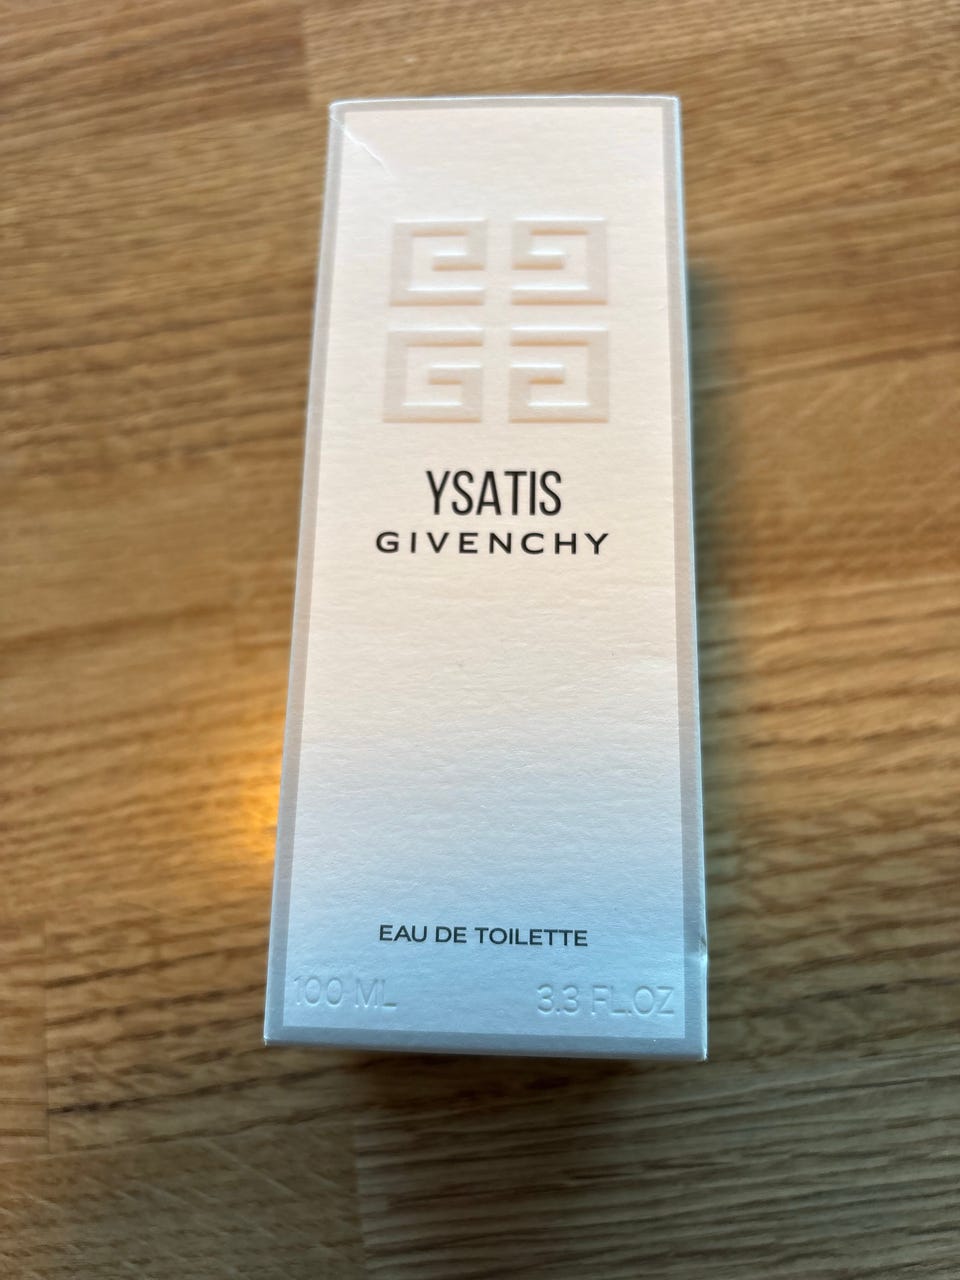 YSATIS
GIVENCHY
EAU DE TOILETTE
100 ML 3.3 FL.OZ